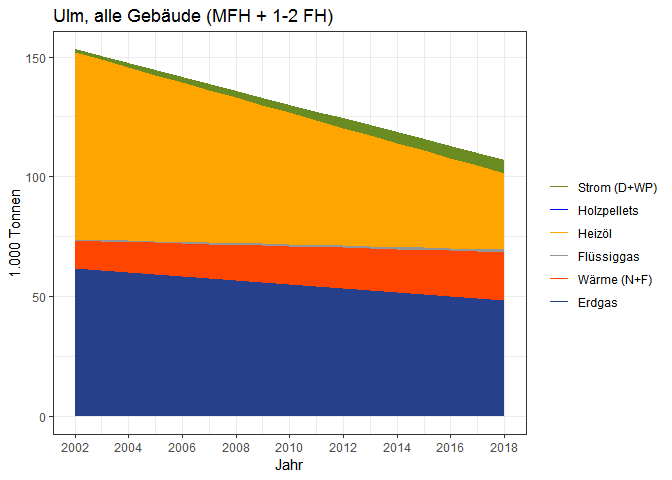 Ulm, alle Gebäude (MFH + 1-2 FH)
1.000 Tonnen
150
100
50
0
2002 2004 2006 2008 2010 2012 2014 2016 2018
Jahr
Strom (D+WP)
Holzpellets
Heizöl
Flüssiggas
Wärme (N+F)
Erdgas